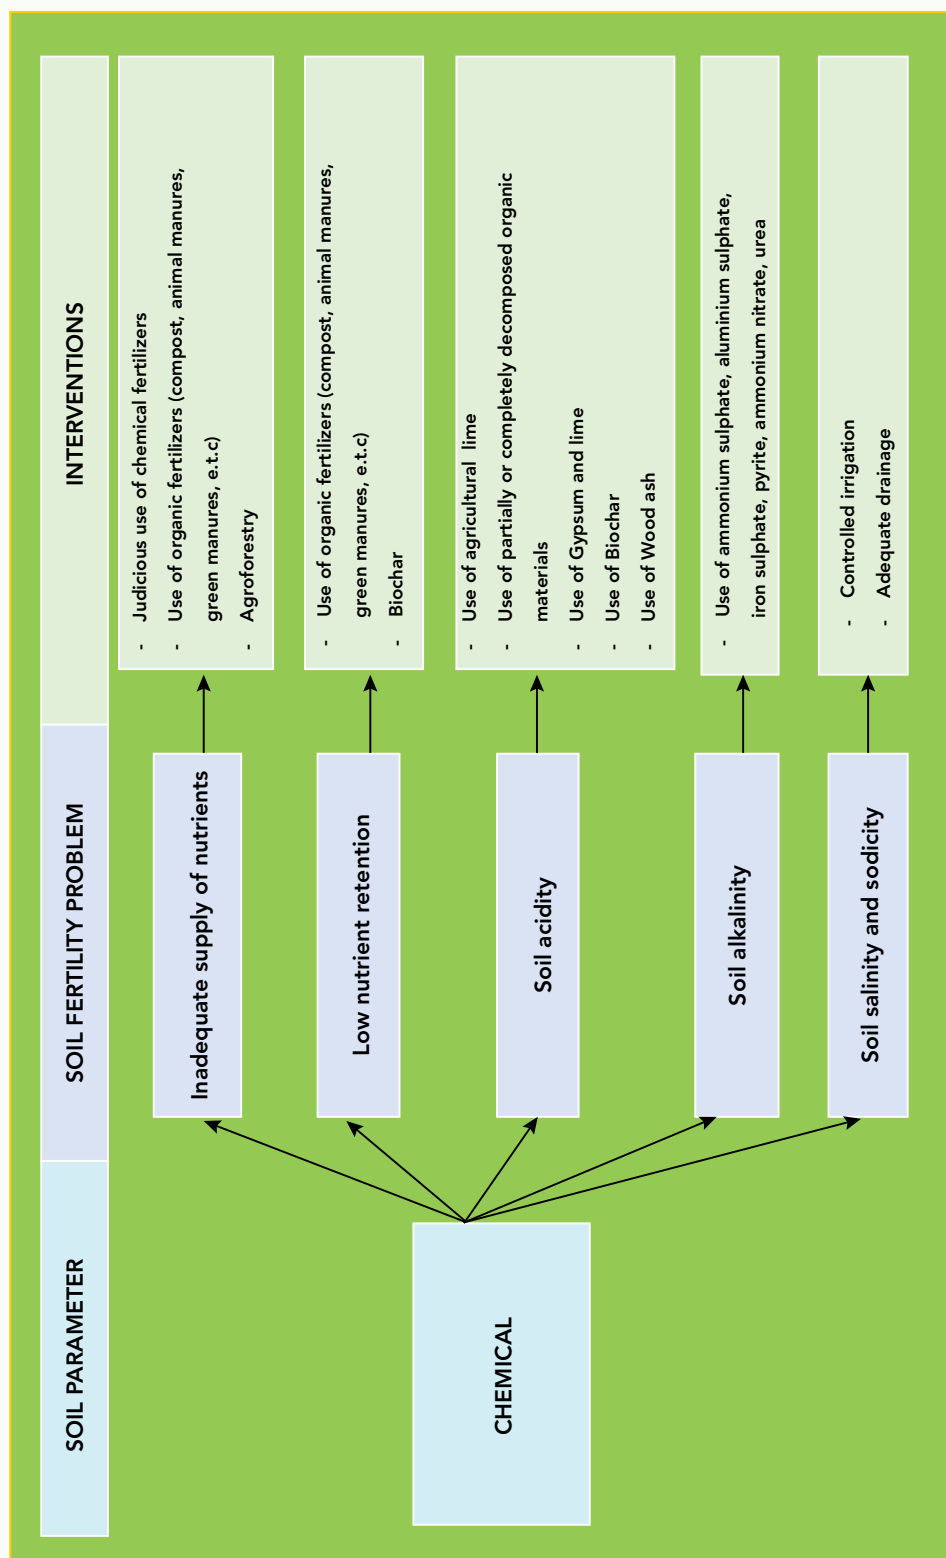 SOIL PARAMETER
SOIL FERTILITY PROBLEM
INTERVENTIONS
CHEMICAL
Inadequate supply of nutrients
- Judicious use of chemical fertilizers
- Use of organic fertilizers (compost, animal manures,
green manures, e.t.c)
- Agroforestry
Low nutrient retention
- Use of organic fertilizers (compost, animal manures,
green manures, e.t.c)
- Biochar
Soil acidity
- Use of agricultural lime
- Use of partially or completely decomposed organic
materials
- Use of Gypsum and lime
- Use of Biochar
- Use of Wood ash
Soil alkalinity
- Use of ammonium sulphate, aluminium sulphate,
iron sulphate, pyrite, ammonium nitrate, urea
Soil salinity and sodicity
- Controlled irrigation
- Adequate drainage